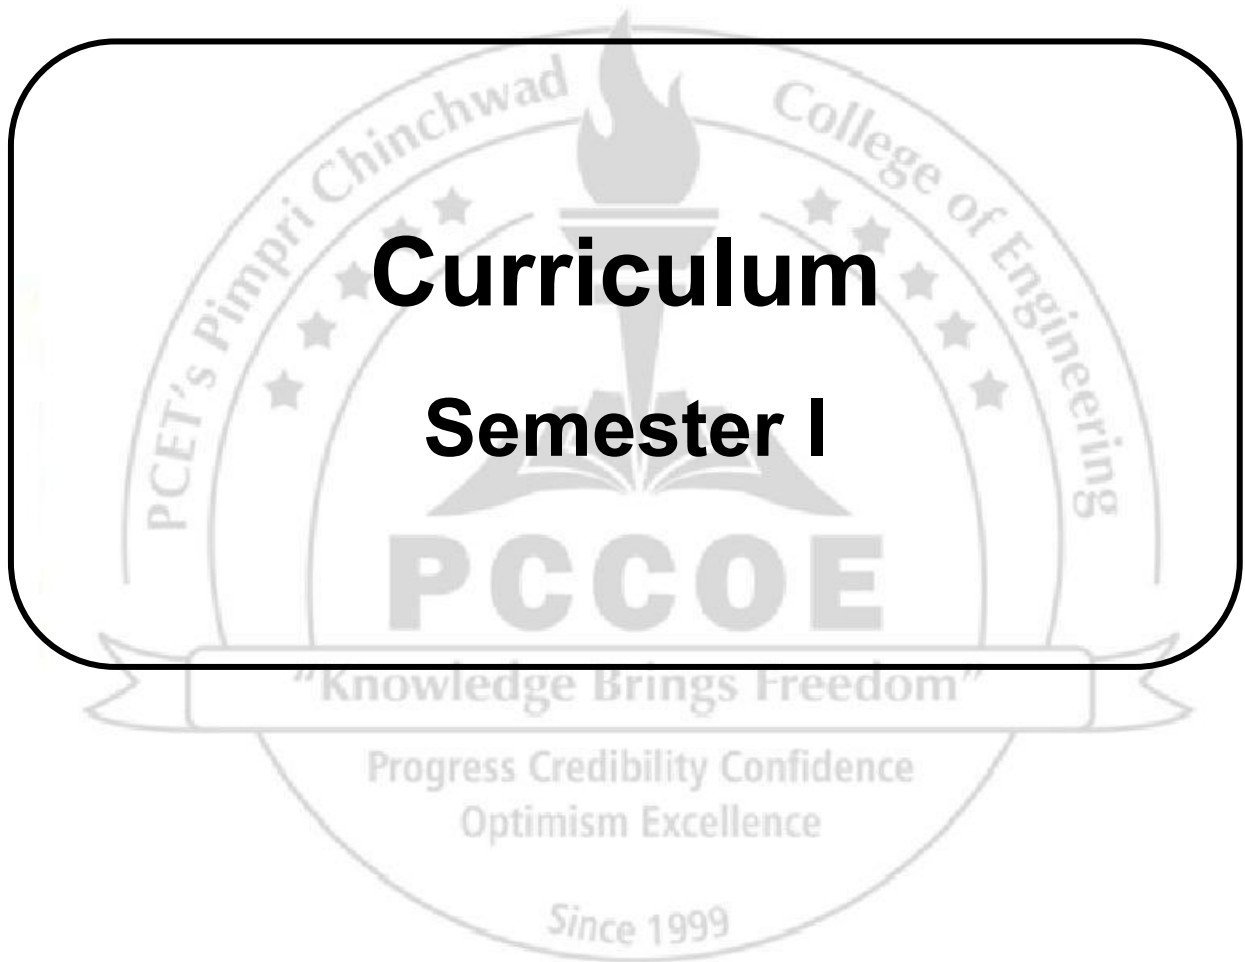 PCET's Pimpri Chinchwad College of Engineering
Curriculum
Semester I
PCCOE
"Knowledge Brings Freedom"
Progress Credibility Confidence
Optimism Excellence
Since 1999